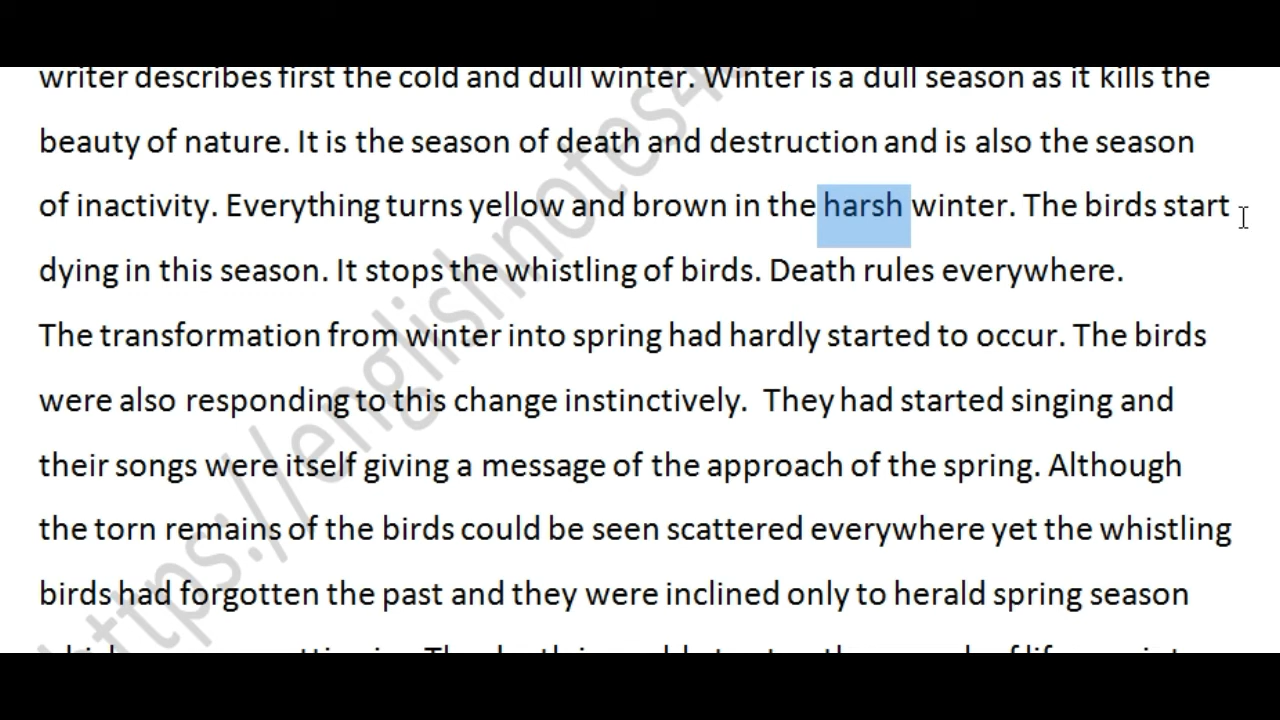 writer describes first the cold and dull winter. Winter is a dull season as it kills the
beauty of nature. It is the season of death and destruction and is also the season
of inactivity. Everything turns yellow and brown in the harsh winter. The birds start
dying in this season. It stops the whistling of birds. Death rules everywhere.
The transformation from winter into spring had hardly started to occur. The birds
were also responding to this change instinctively.  They had started singing and
their songs were itself giving a message of the approach of the spring. Although
the torn remains of the birds could be seen scattered everywhere yet the whistling
birds had forgotten the past and they were inclined only to herald spring season
https://englishnotes4